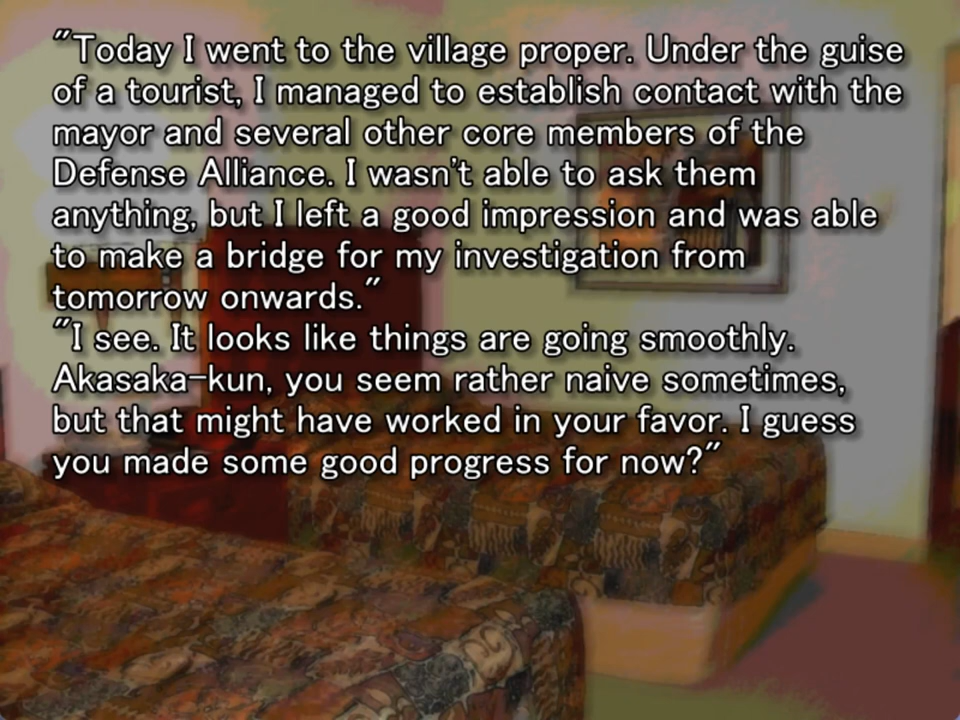 "Today I went to the village proper. Under the guise
of a tourist, I managed to establish contact with the
mayor and several other core members of the
Defense Alliance. I wasn't able to ask them
anything, but I left a good impression and was able
to make a bridge for my investigation from
tomorrow onwards."
"I see. It looks like things are going smoothly.
Akasaka-kun, you seem rather naive sometimes,
but that might have worked in your favor. I guess
you made some good progress for now?"